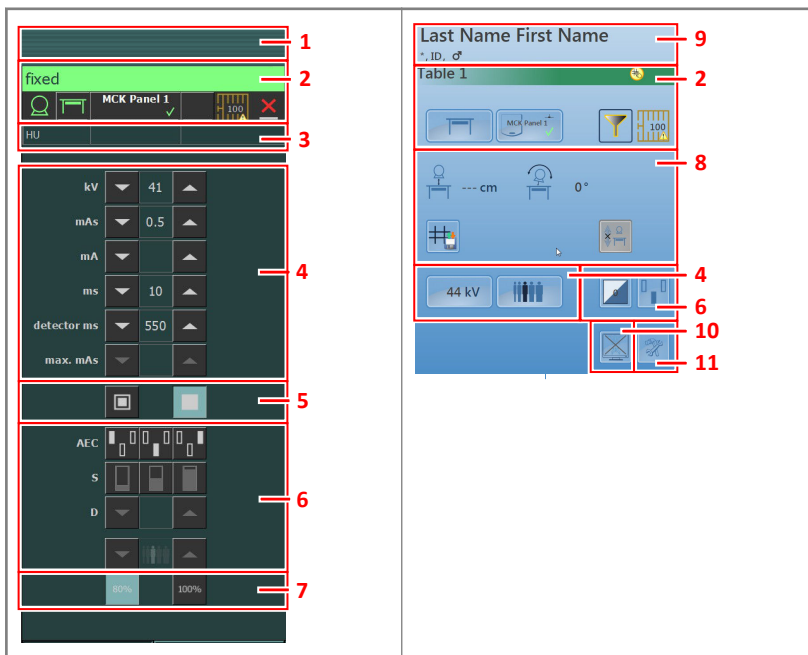 1
fixed
2
MCK Panel 1
100
HU
3
kV
41
mAs
0.5
mA
4
ms
10
detector ms
550
max. mAs
5
AEC
S
6
D
80%
100%
7
Last Name First Name
9
*, ID, ♂
Table 1
2
MCK Panel 1
100
8
--- cm
0°
4
44 kV
0
6
10
11